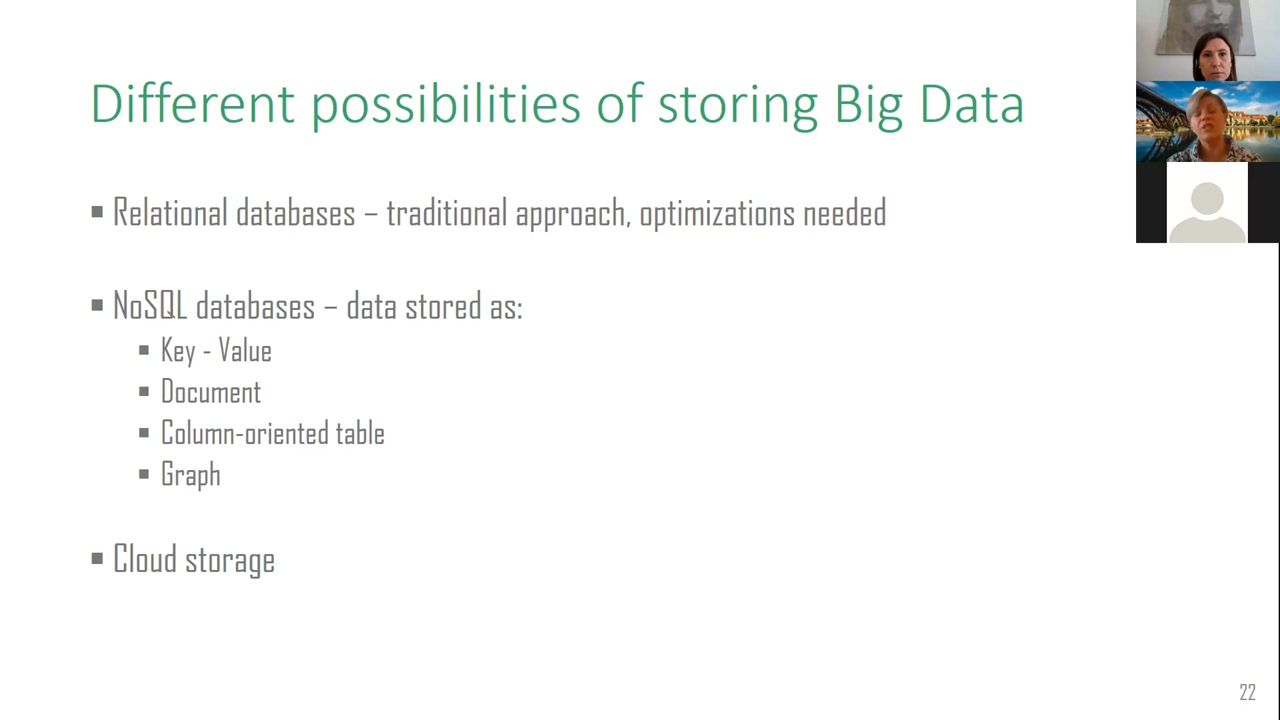 Different possibilities of storing Big Data
▪ Relational databases – traditional approach, optimizations needed
▪ NoSQL databases – data stored as:
▪ Key - Value
▪ Document
▪ Column-oriented table
▪ Graph
▪ Cloud storage
22